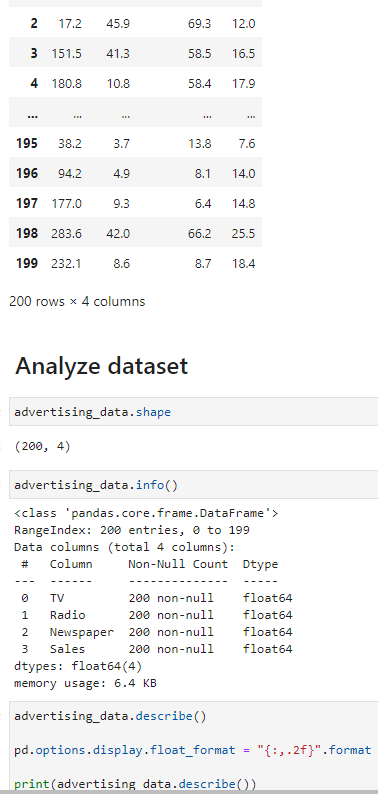 2 17.2 45.9 69.3 12.0
3 151.5 41.3 58.5 16.5
4 180.8 10.8 58.4 17.9
... ... ... ... ...
195 38.2 3.7 13.8 7.6
196 94.2 4.9 8.1 14.0
197 177.0 9.3 6.4 14.8
198 283.6 42.0 66.2 25.5
199 232.1 8.6 8.7 18.4
200 rows × 4 columns
Analyze dataset
advertising_data.shape
(200, 4)
advertising_data.info()
<class 'pandas.core.frame.DataFrame'>
RangeIndex: 200 entries, 0 to 199
Data columns (total 4 columns):
 #   Column     Non-Null Count  Dtype
---  ------     --------------  -----
 0   TV         200 non-null    float64
 1   Radio      200 non-null    float64
 2   Newspaper  200 non-null    float64
 3   Sales      200 non-null    float64
dtypes: float64(4)
memory usage: 6.4 KB
advertising_data.describe()
pd.options.display.float_format = "{:,.2f}".format
print(advertising_data.describe())